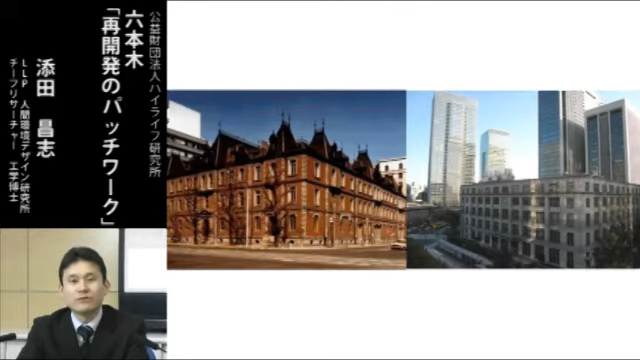 公益財団法人ハイライフ研究所
六本木
「再開発のパッチワーク」
添田 昌志
LLP 人間環境デザイン研究所
チーフリサーチャー 工学博士